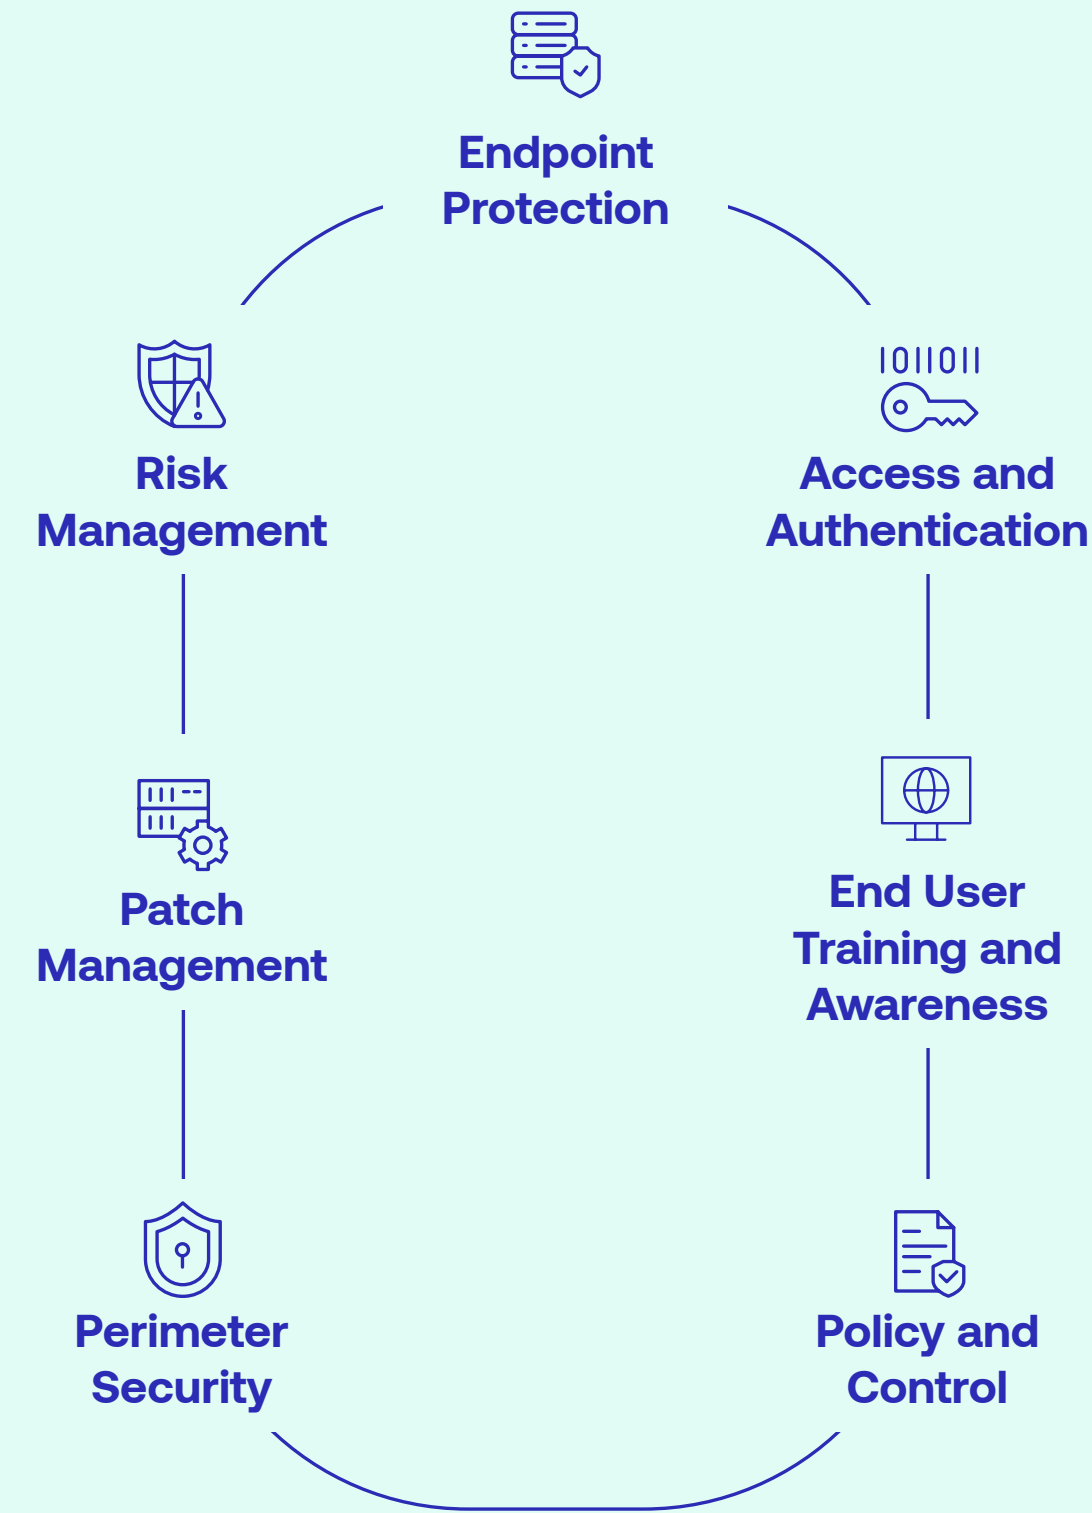 Endpoint
Protection
Risk
Management
IOIIOII
Access and
Authentication
Patch
Management
End User
Training and
Awareness
Perimeter
Security
Policy and
Control